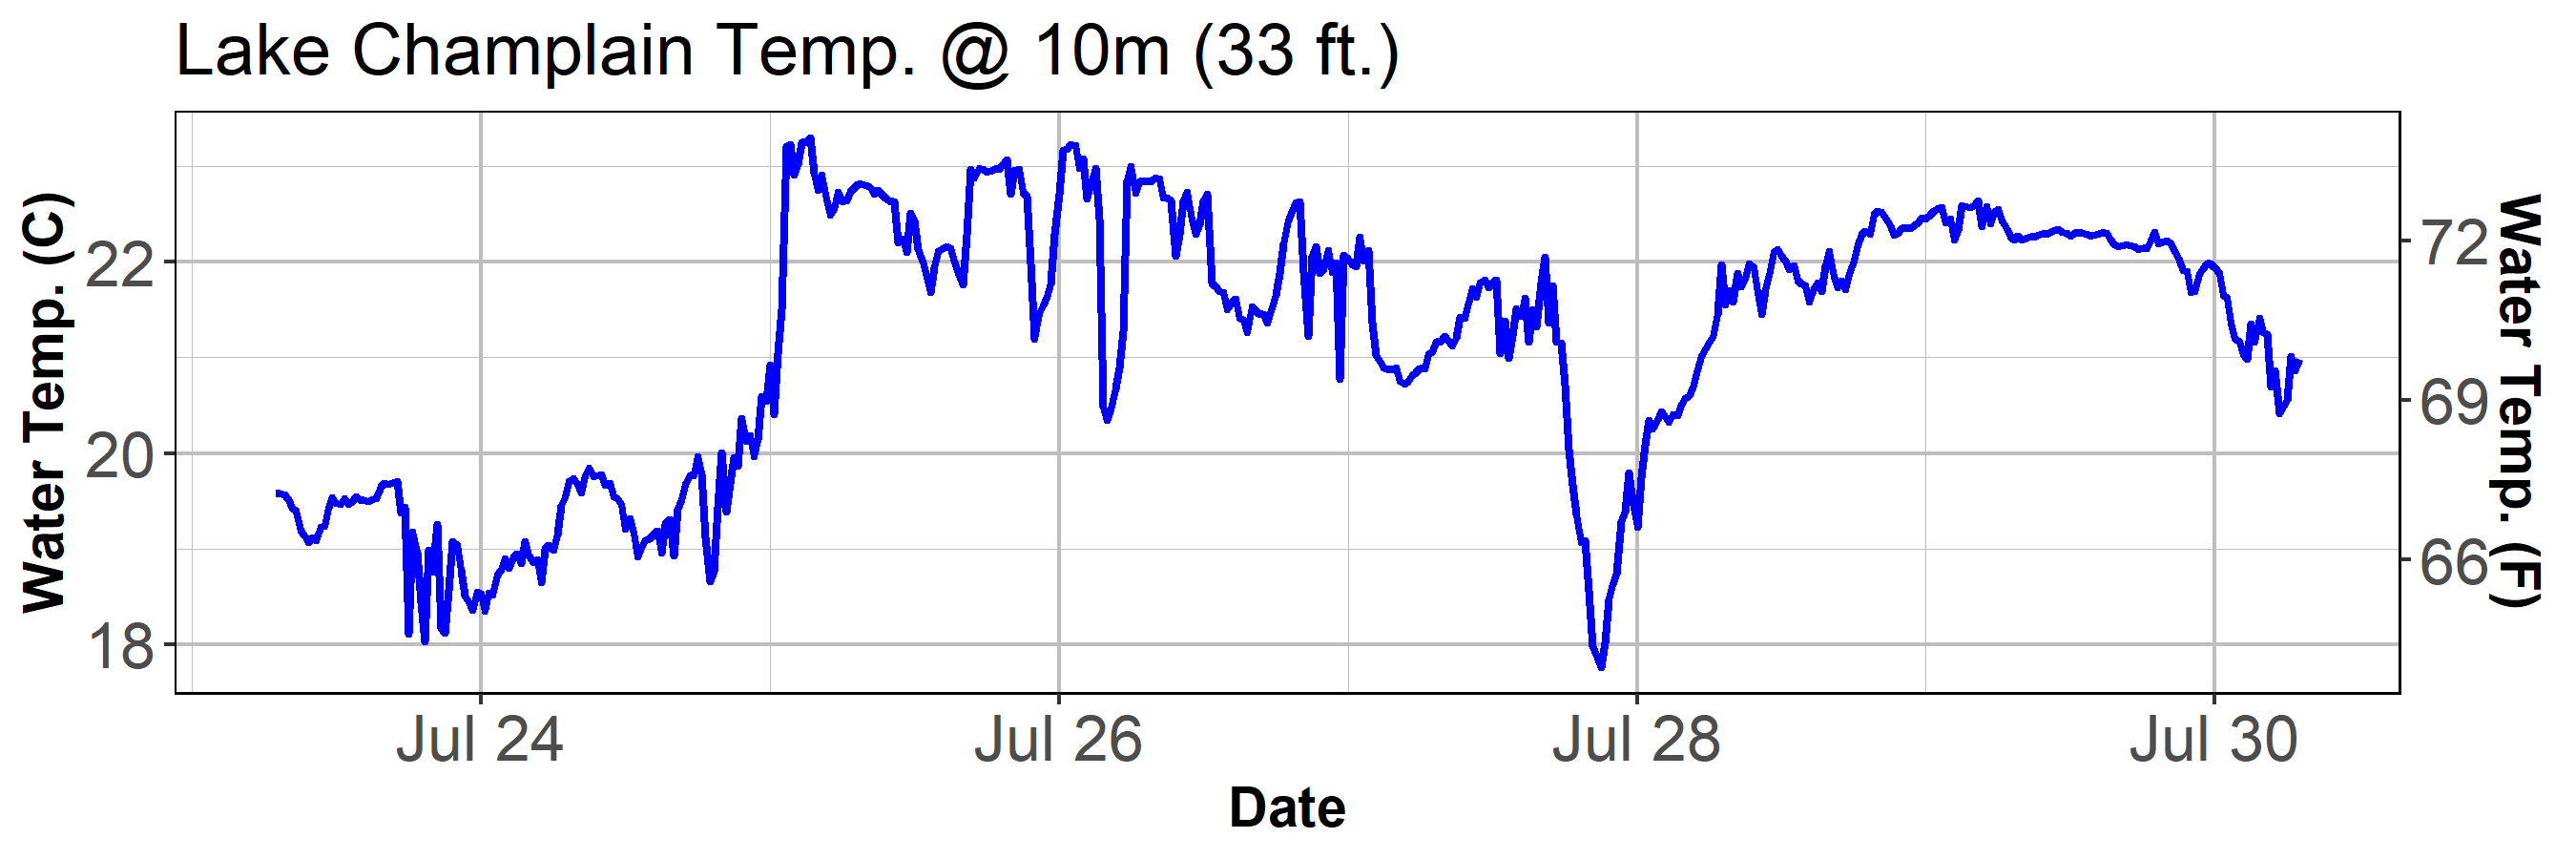 Lake Champlain Temp. @ 10m (33 ft.)
Water Temp. (C)
22
20
18
72
69
66
Water Temp. (F)
Jul 24
Jul 26
Jul 28
Jul 30
Date